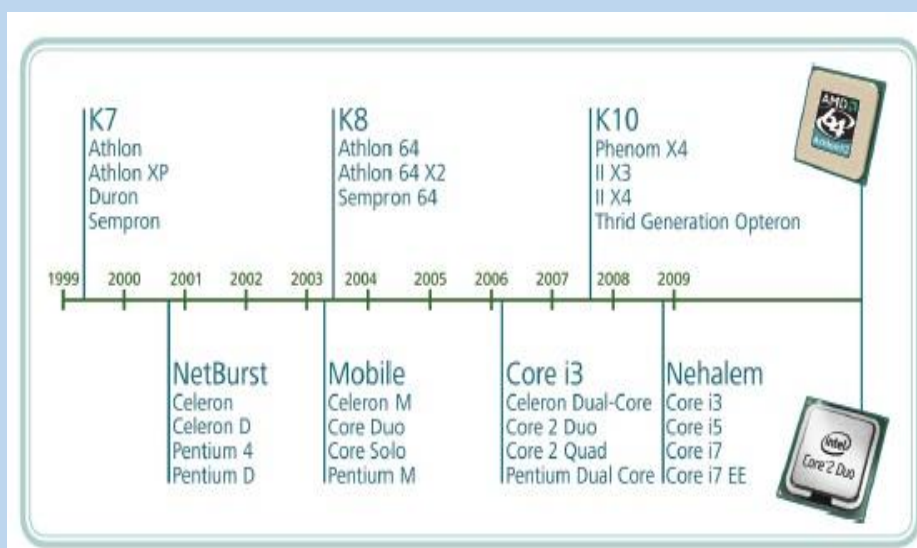 K7
Athlon
Athlon XP
Duron
Sempron
K8
Athlon 64
Athlon 64 X2
Sempron 64
K10
Phenom X4
II X3
II X4
Thrid Generation Opteron
AMD
64
Athlon X2
1999 2000 2001 2002 2003 2004 2005 2006 2007 2008 2009
NetBurst
Celeron
Celeron D
Pentium 4
Pentium D
Mobile
Celeron M
Core Duo
Core Solo
Pentium M
Core i3
Celeron Dual-Core
Core 2 Duo
Core 2 Quad
Pentium Dual Core
Nehalem
Core i3
Core i5
Core i7
Core i7 EE
intel
Core 2 Duo